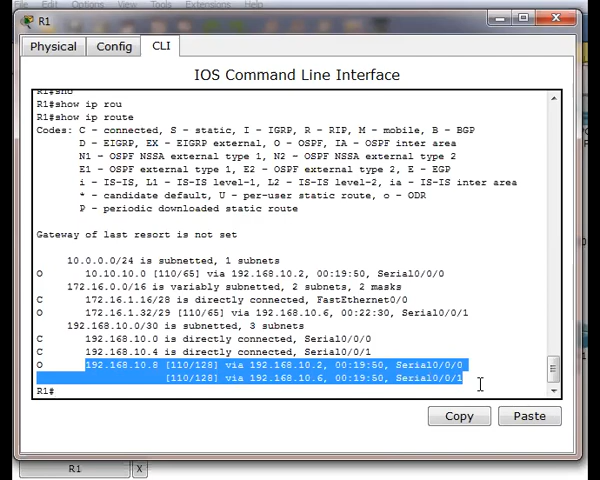 File Edit Options View Tools Extensions Help
R1
Physical Config CLI
IOS Command Line Interface
R1#sho
R1#show ip rou
R1#show ip route
Codes: C - connected, S - static, I - IGRP, R - RIP, M - mobile, B - BGP
D - EIGRP, EX - EIGRP external, O - OSPF, IA - OSPF inter area
N1 - OSPF NSSA external type 1, N2 - OSPF NSSA external type 2
E1 - OSPF external type 1, E2 - OSPF external type 2, E - EGP
i - IS-IS, L1 - IS-IS level-1, L2 - IS-IS level-2, ia - IS-IS inter area
* - candidate default, U - per-user static route, o - ODR
P - periodic downloaded static route
Gateway of last resort is not set
10.0.0.0/24 is subnetted, 1 subnets
O 10.10.10.0 [110/65] via 192.168.10.2, 00:19:50, Serial0/0/0
172.16.0.0/16 is variably subnetted, 2 subnets, 2 masks
C 172.16.1.16/28 is directly connected, FastEthernet0/0
O 172.16.1.32/29 [110/65] via 192.168.10.6, 00:22:30, Serial0/0/1
192.168.10.0/30 is subnetted, 3 subnets
C 192.168.10.0 is directly connected, Serial0/0/0
C 192.168.10.4 is directly connected, Serial0/0/1
O 192.168.10.8 [110/128] via 192.168.10.2, 00:19:50, Serial0/0/0
[110/128] via 192.168.10.6, 00:19:50, Serial0/0/1
R1#
Copy Paste
R1 X